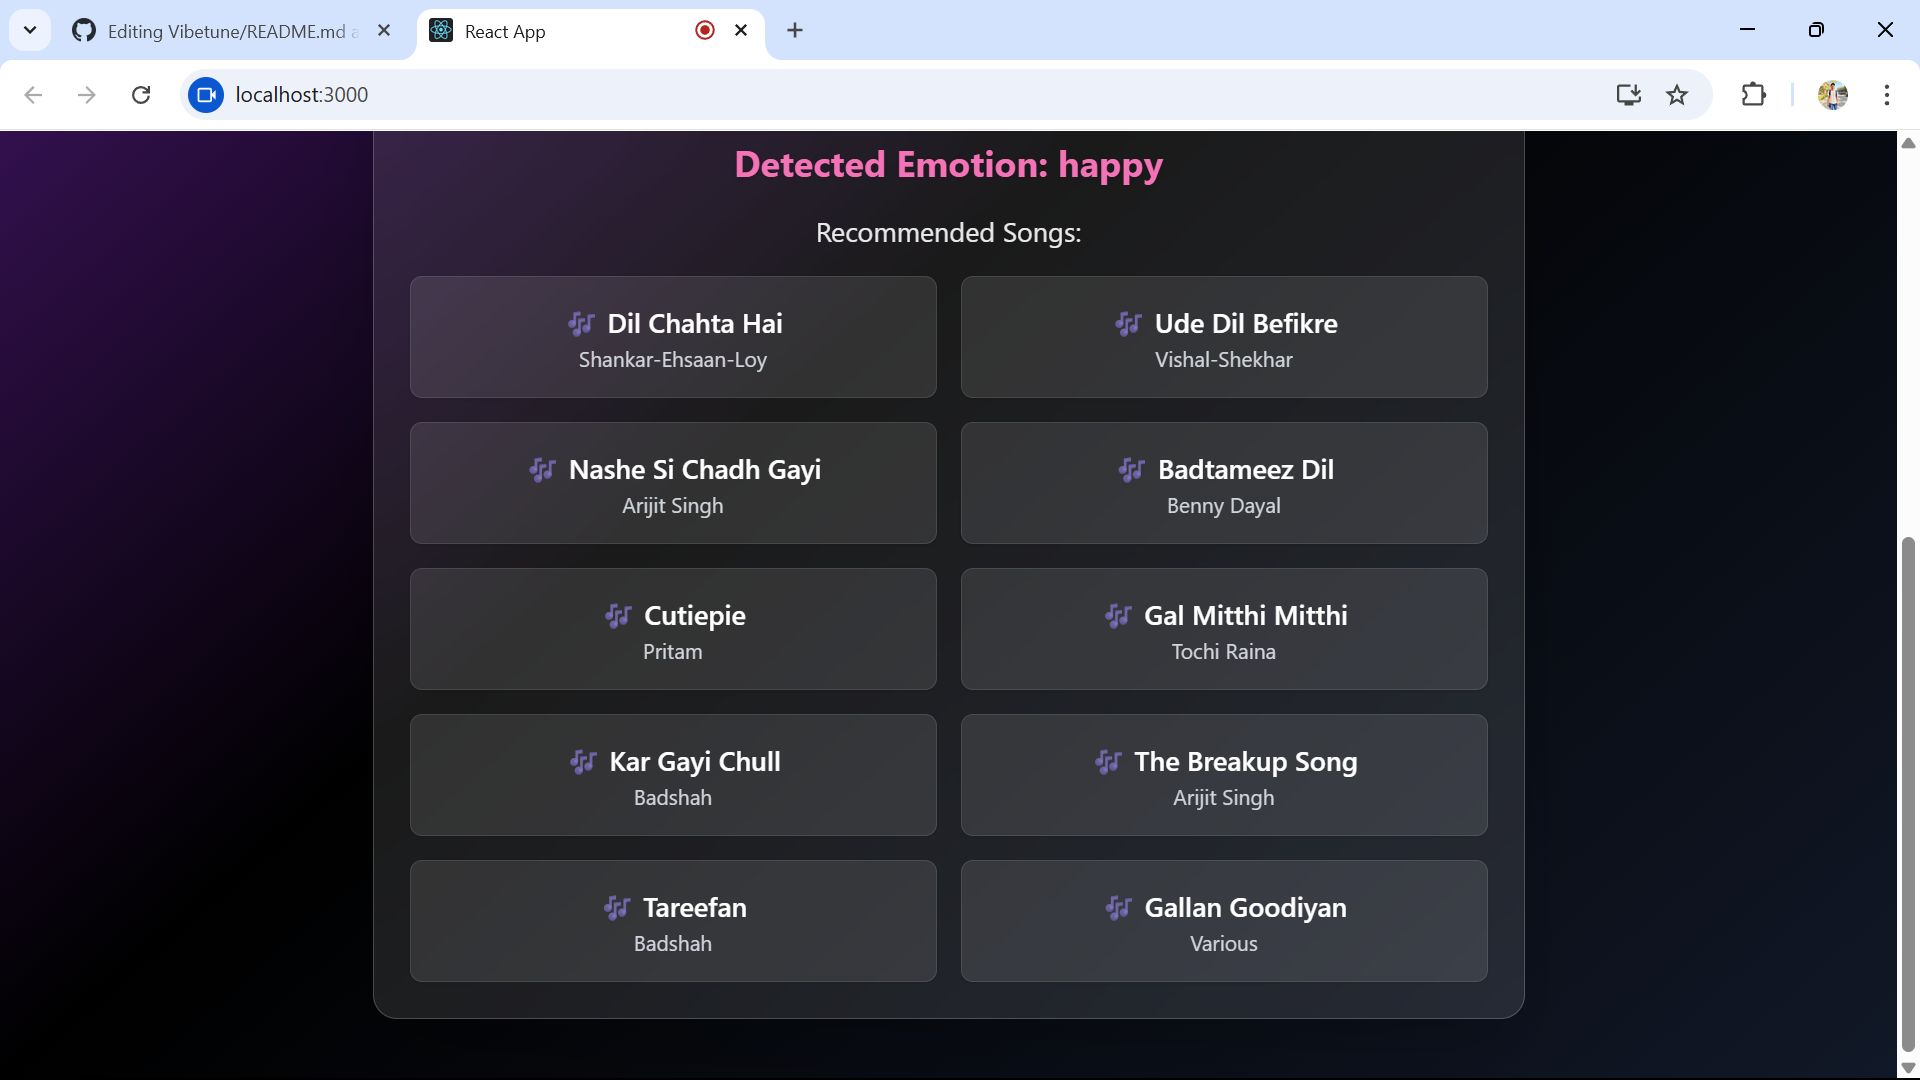 Editing Vibetune/README.md a
React App
localhost:3000
Detected Emotion: happy
Recommended Songs:
Dil Chahta Hai
Shankar-Ehsaan-Loy
Ude Dil Befikre
Vishal-Shekhar
Nashe Si Chadh Gayi
Arijit Singh
Badtameez Dil
Benny Dayal
Cutiepie
Pritam
Gal Mitthi Mitthi
Tochi Raina
Kar Gayi Chull
Badshah
The Breakup Song
Arijit Singh
Tareefan
Badshah
Gallan Goodiyan
Various